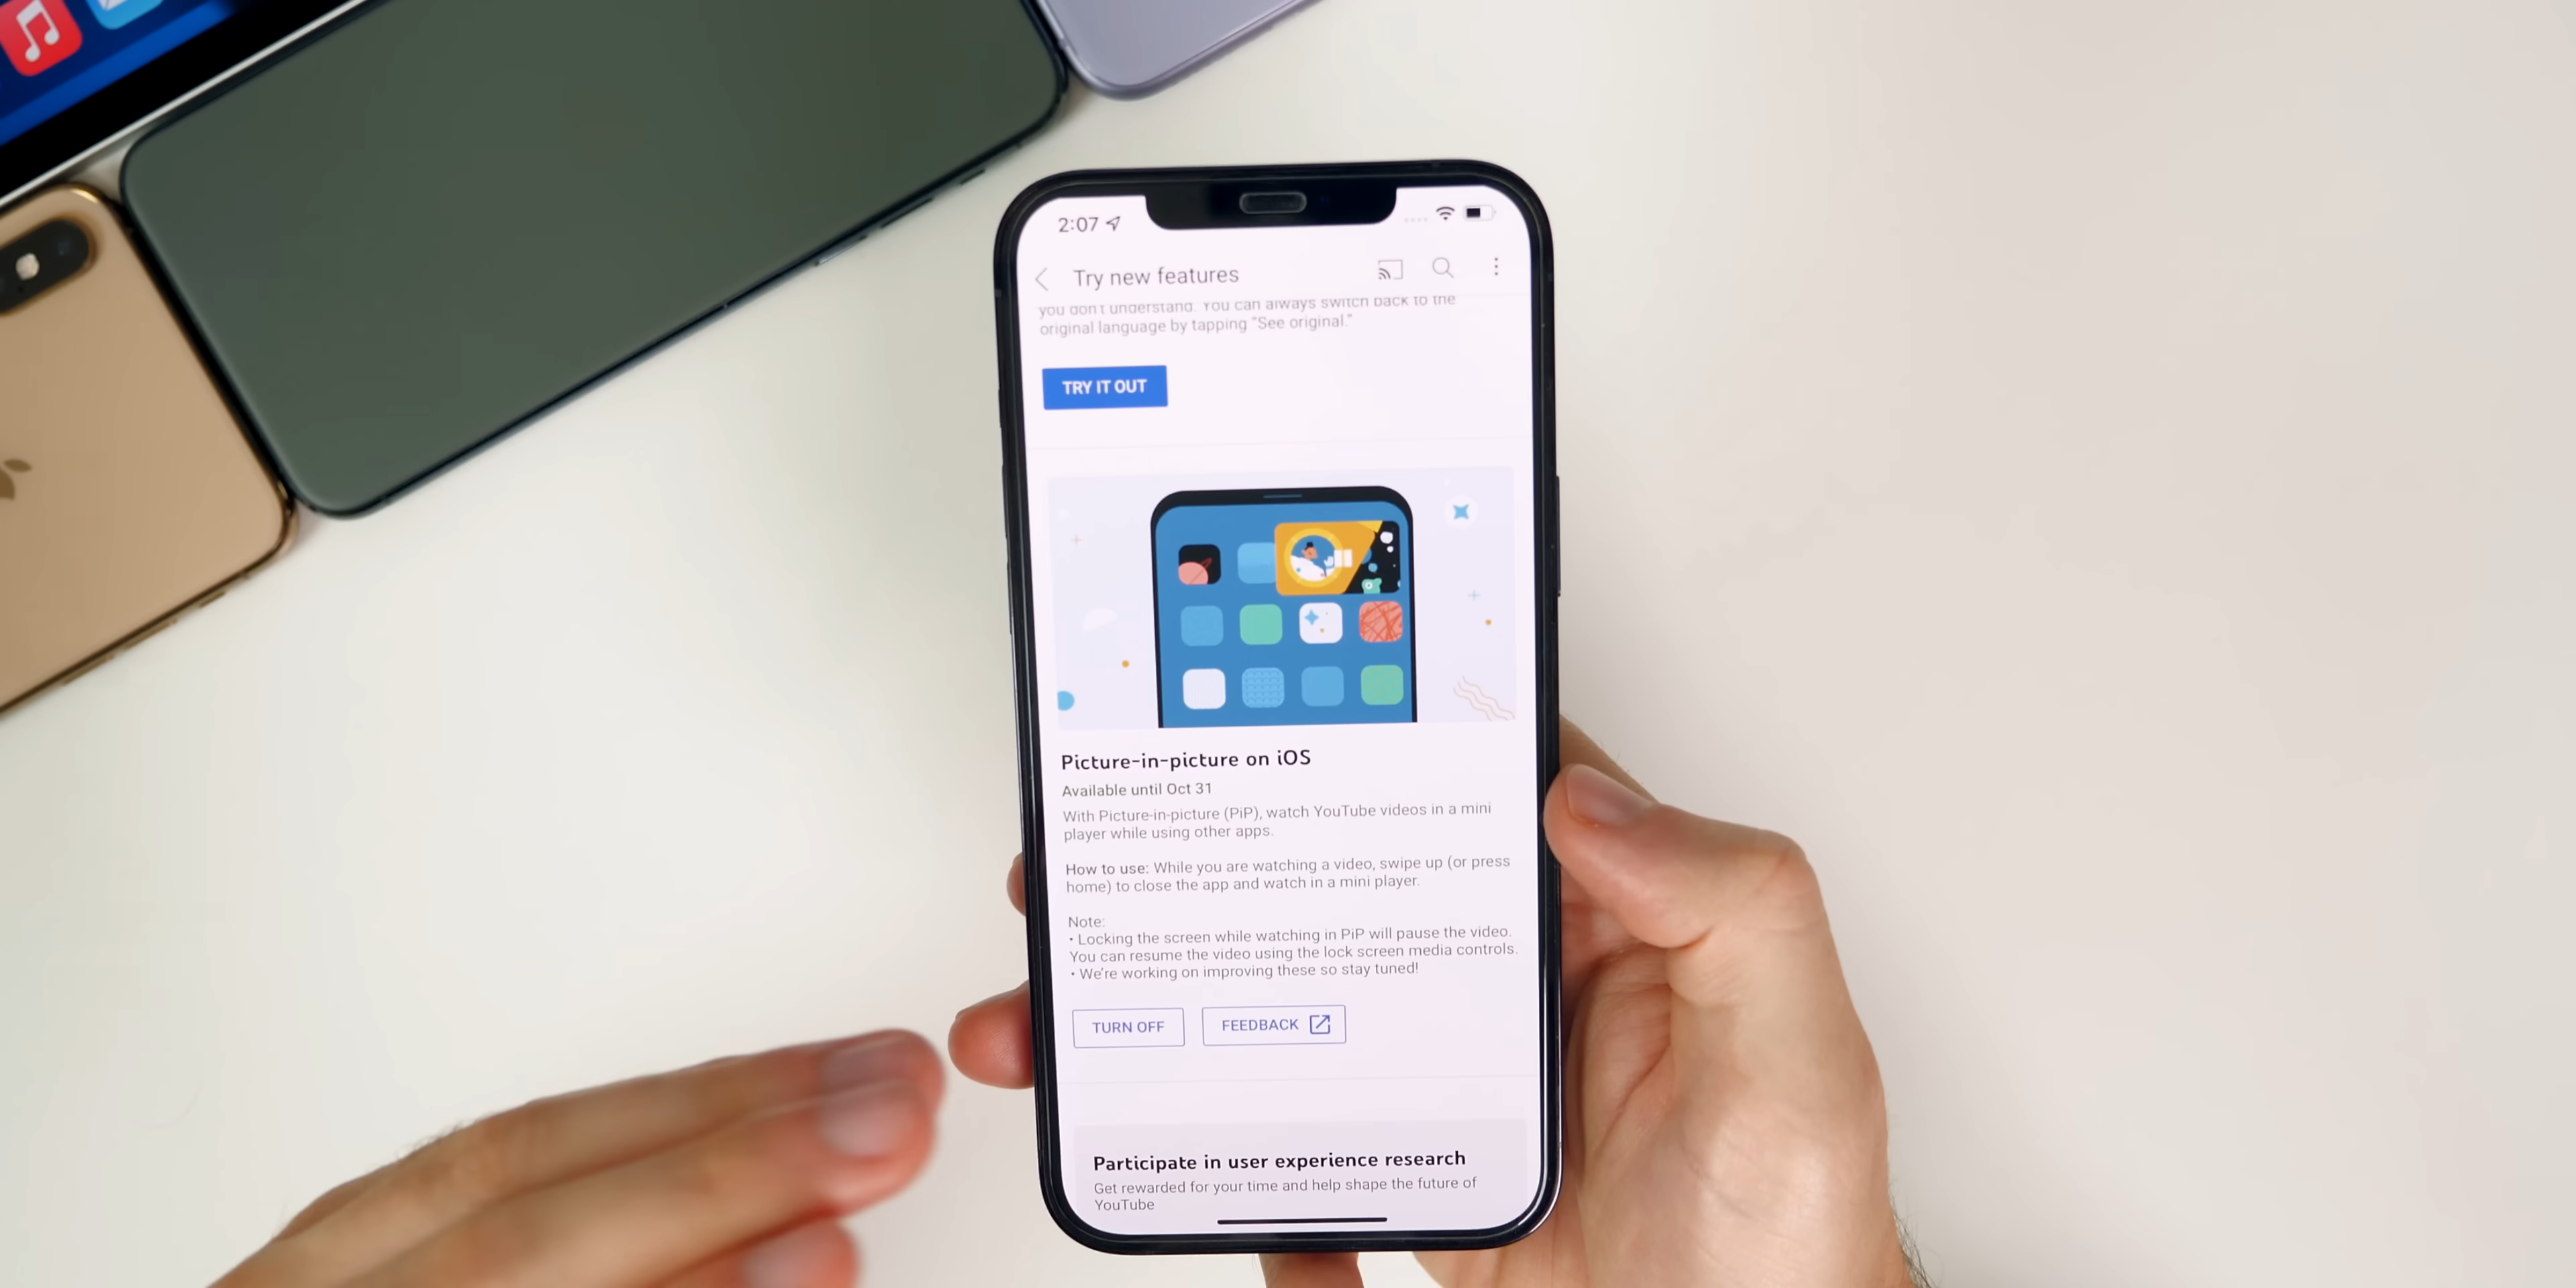 2:07
Try new features
you don't understand. You can always switch back to the
original language by tapping "See original."
TRY IT OUT
Picture-in-picture on iOS
Available until Oct 31
With Picture-in-picture (PiP), watch YouTube videos in a mini
player while using other apps.
How to use: While you are watching a video, swipe up (or press
home) to close the app and watch in a mini player.
Note:
• Locking the screen while watching in PiP will pause the video.
You can resume the video using the lock screen media controls.
• We're working on improving these so stay tuned!
TURN OFF
FEEDBACK
Participate in user experience research
Get rewarded for your time and help shape the future of
YouTube